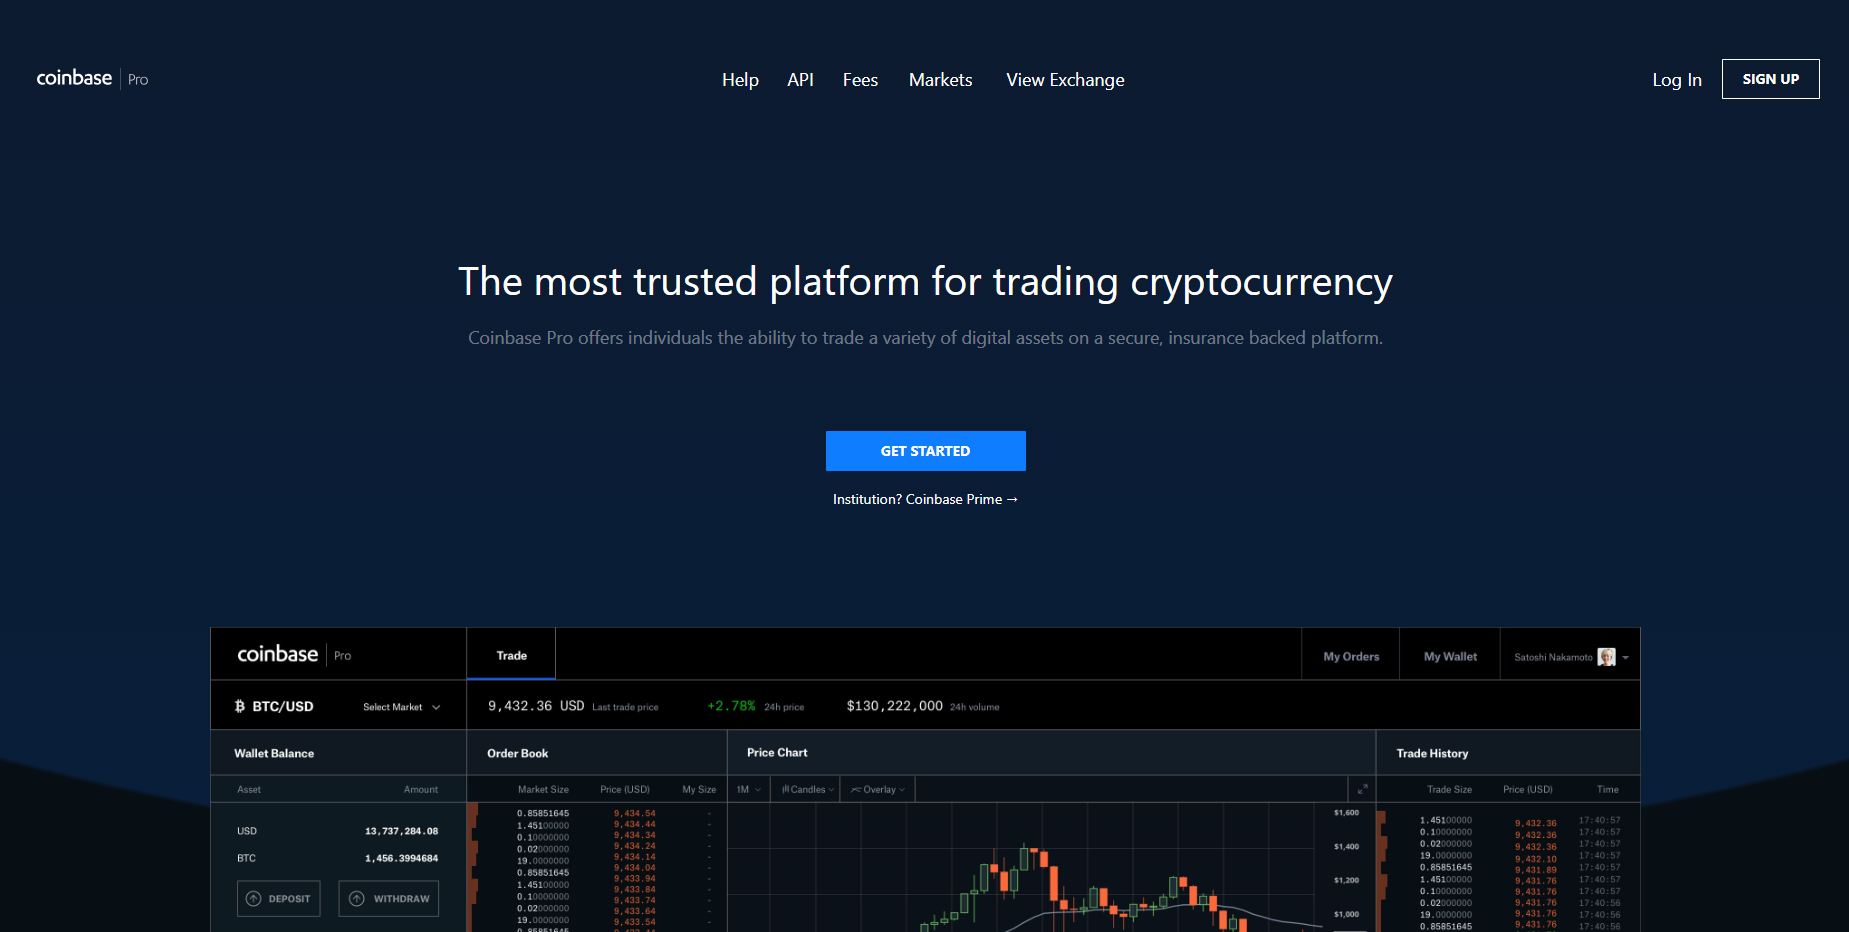 coinbase Pro
Help API Fees Markets View Exchange
Log In SIGN UP
The most trusted platform for trading cryptocurrency
Coinbase Pro offers individuals the ability to trade a variety of digital assets on a secure, insurance backed platform.
GET STARTED
Institution? Coinbase Prime →
coinbase Pro Trade My Orders My Wallet Satoshi Nakamoto
BTC/USD Select Market 9,432.36 USD Last trade price +2.78% 24h price $130,222,000 24h volume
Wallet Balance
Asset Amount
USD 13,737,284.08
BTC 1,456.3994684
DEPOSIT WITHDRAW
Order Book
Market Size Price (USD) My Size
0.85851645 9,434.54 -
1.45100000 9,434.44 -
0.10000000 9,434.34 -
0.02000000 9,434.24 -
19.0000000 9,434.14 -
0.85851645 9,434.04 -
1.45100000 9,433.94 -
0.10000000 9,433.84 -
0.02000000 9,433.74 -
19.0000000 9,433.64 -
0.85851645 9,433.54 -
Price Chart
1M Candles Overlay
$1,600
$1,400
$1,200
$1,000
Trade History
Trade Size Price (USD) Time
1.45100000 9,432.36 17:40:57
0.10000000 9,432.36 17:40:57
0.02000000 9,432.36 17:40:57
19.0000000 9,432.10 17:40:57
0.85851645 9,431.89 17:40:57
1.45100000 9,431.76 17:40:57
0.10000000 9,431.76 17:40:57
0.02000000 9,431.76 17:40:56
19.0000000 9,431.76 17:40:56
0.85851645 9,431.76 17:40:56